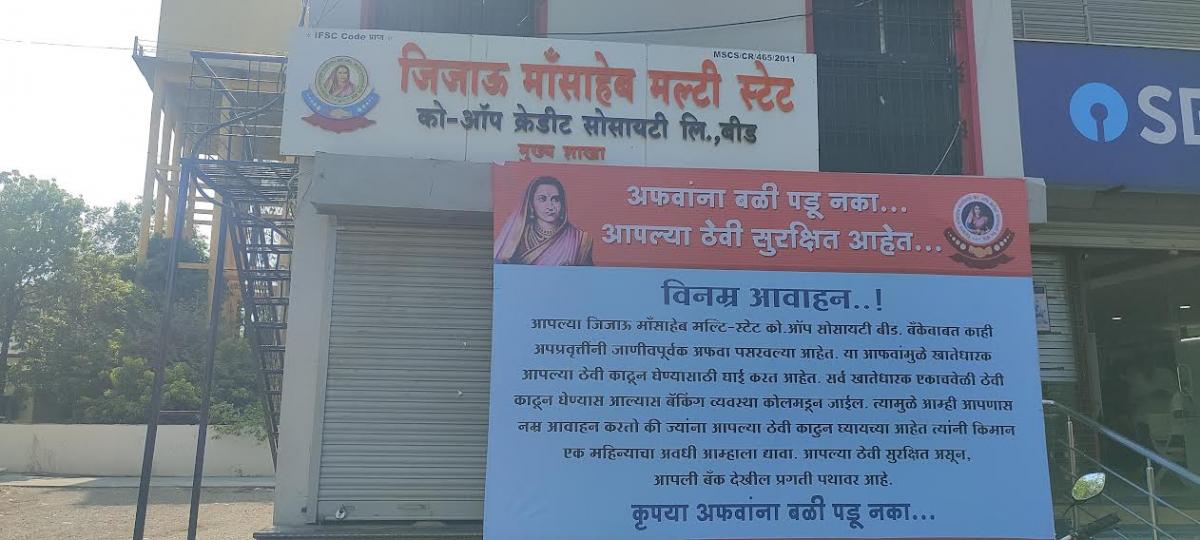 IFSC Code प्राप्त
MSCS/CR/465/2011
जिजाऊ माँसाहेब मल्टी स्टेट
को-ऑप क्रेडीट सोसायटी लि.,बीड
मुख्य शाखा
अफवांना बळी पडू नका...
आपल्या ठेवी सुरक्षित आहेत...
विनम्र आवाहन..!
आपल्या जिजाऊ माँसाहेब मल्टि-स्टेट को.ऑप सोसायटी बीड. बँकेबाबत काही
अपप्रवृत्तींनी जाणीवपूर्वक अफवा पसरवल्या आहेत. या आफवांमुळे खातेधारक
आपल्या ठेवी काढून घेण्यासाठी घाई करत आहेत. सर्व खातेधारक एकाचवेळी ठेवी
काढून घेण्यास आल्यास बॅकिंग व्यवस्था कोलमडून जाईल. त्यामुळे आम्ही आपणास
नम्र आवाहन करतो की ज्यांना आपल्या ठेवी काटुन घ्यायच्या आहेत त्यांनी किमान
एक महिन्याचा अवधी आम्हाला द्यावा. आपल्या ठेवी सुरक्षित असून,
आपली बँक देखील प्रगती पथावर आहे.
कृपया अफवांना बळी पडू नका...